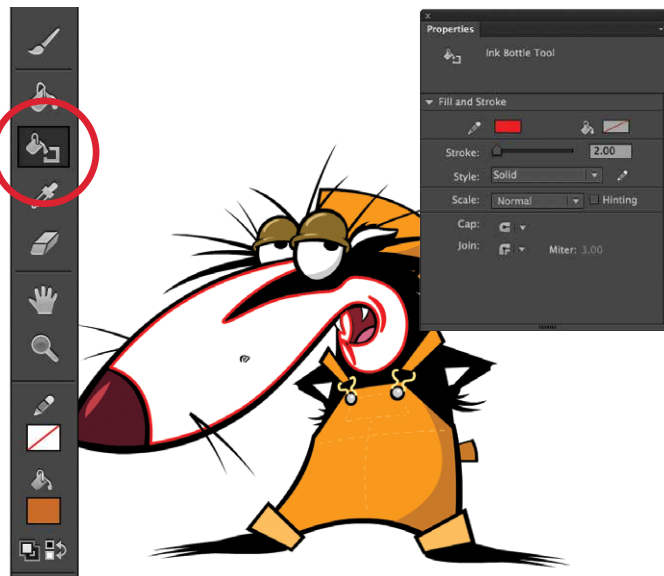 x
Properties
Ink Bottle Tool
Fill and Stroke
Stroke: 2.00
Style: Solid
Scale: Normal Hinting
Cap:
Join: Miter: 3.00